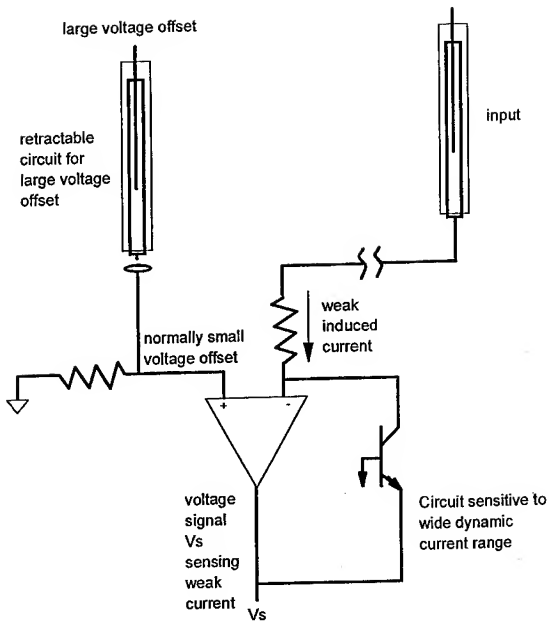 large voltage offset
retractable
circuit for
large voltage
offset
input
weak
induced
current
normally small
voltage offset
+
-
voltage
signal
Vs
sensing
weak
current
Vs
Circuit sensitive to
wide dynamic
current range